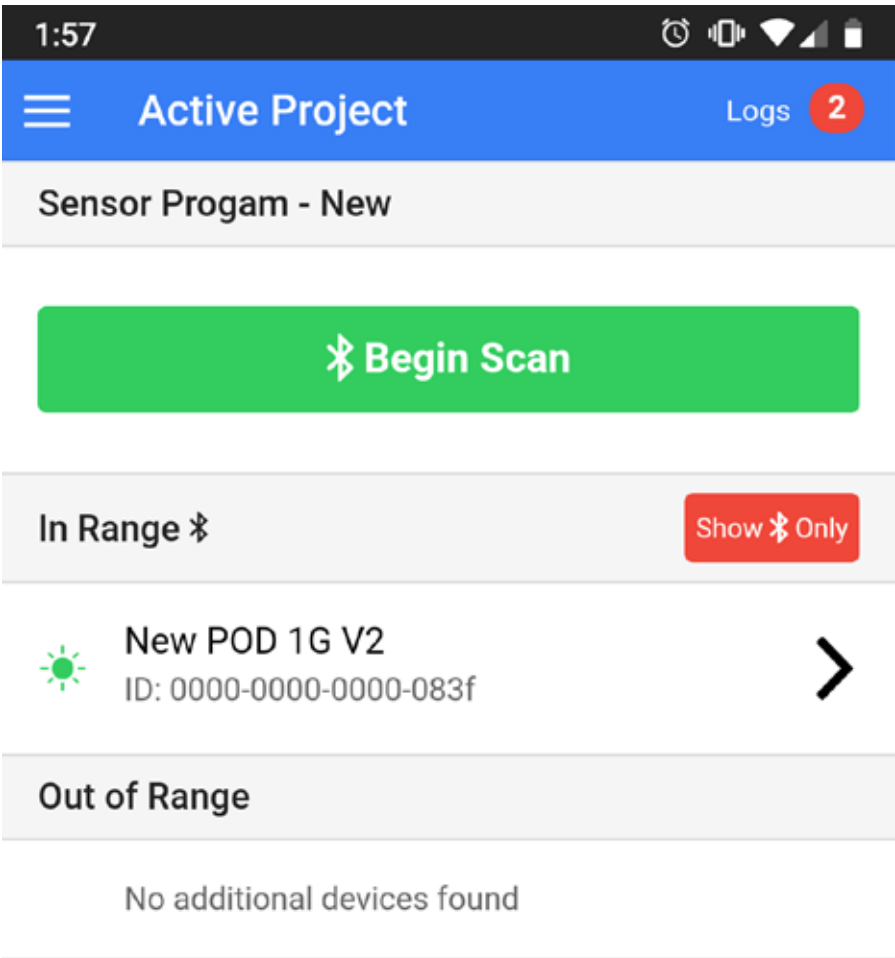 1:57
Active Project
Logs 2
Sensor Progam - New
Begin Scan
In Range
Show Only
New POD 1G V2
ID: 0000-0000-0000-083f
Out of Range
No additional devices found